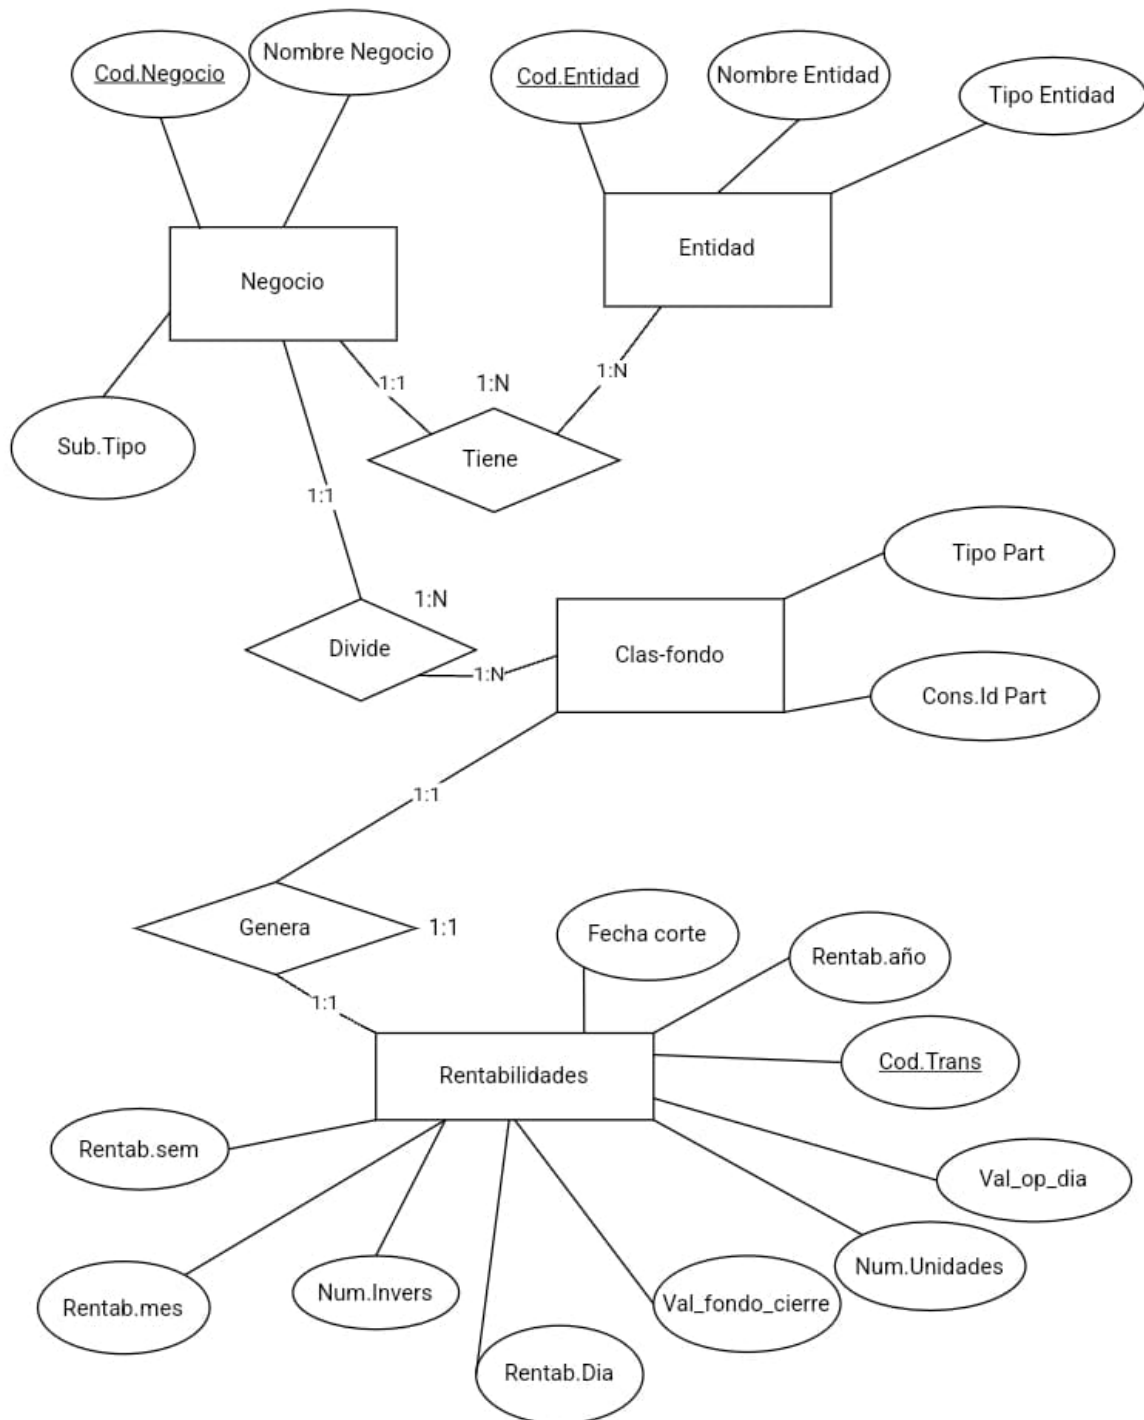 Cod.Negocio
Nombre Negocio
Cod.Entidad
Nombre Entidad
Tipo Entidad
Negocio
Entidad
Sub.Tipo
1:1
1:N
1:N
Tiene
1:1
1:N
Divide
1:N
Clas-fondo
Tipo Part
Cons.Id Part
1:1
Genera
1:1
1:1
Fecha corte
Rentab.año
Cod.Trans
Rentabilidades
Rentab.sem
Val_op_dia
Num.Unidades
Rentab.mes
Num.Invers
Val_fondo_cierre
Rentab.Dia